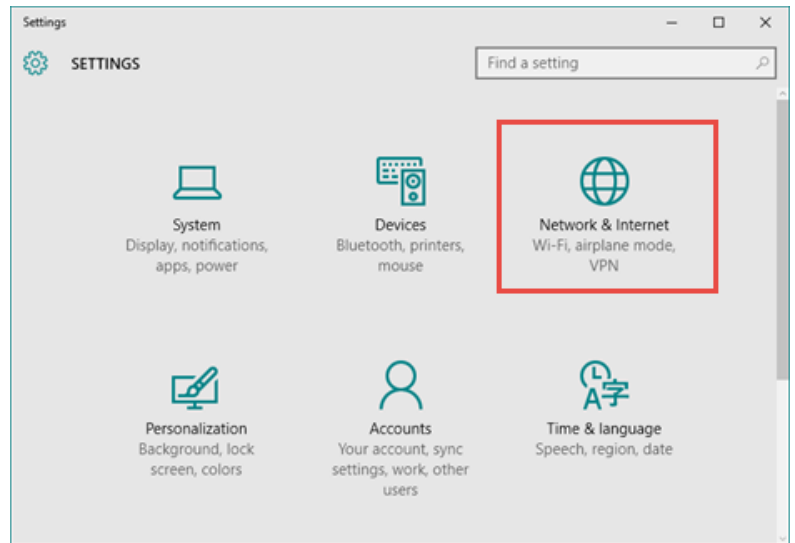 Settings
SETTINGS
Find a setting
System
Display, notifications,
apps, power
Devices
Bluetooth, printers,
mouse
Network & Internet
Wi-Fi, airplane mode,
VPN
Personalization
Background, lock
screen, colors
Accounts
Your account, sync
settings, work, other
users
A字
Time & language
Speech, region, date